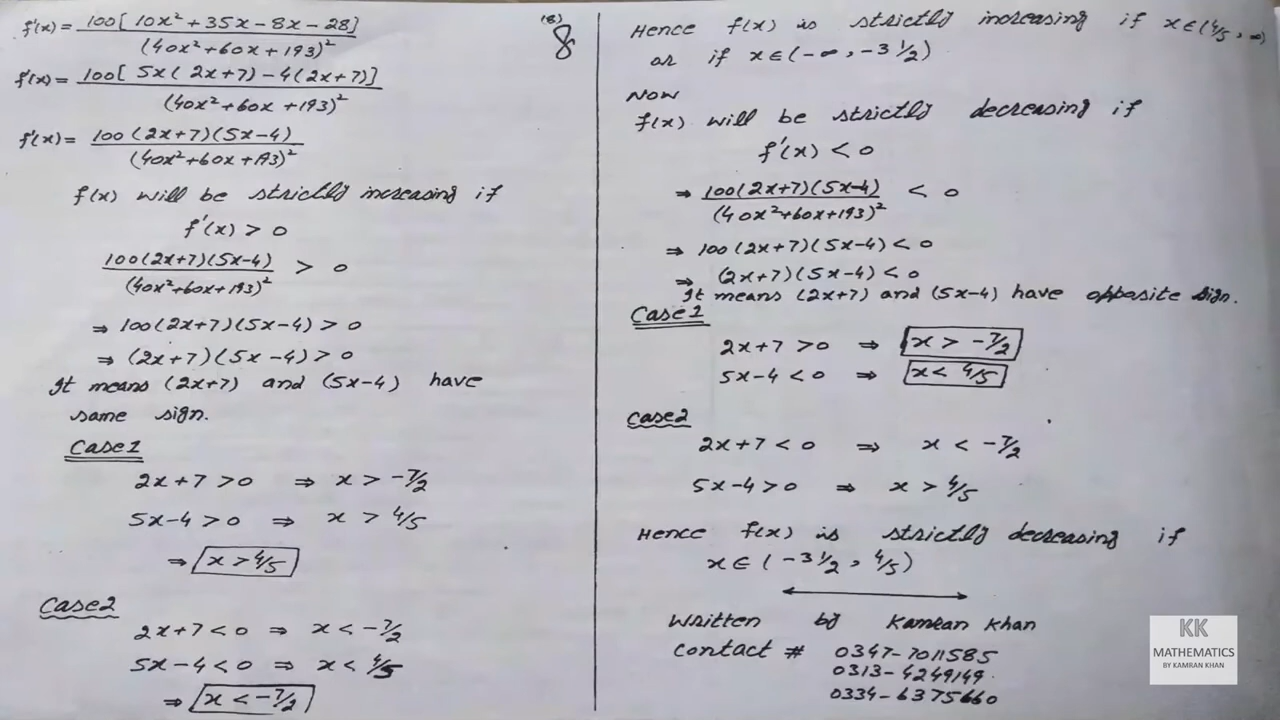 f'(x) = 100[10x²+35x-8x-28] / (40x²+60x+193)²
f'(x) = 100[5x(2x+7)-4(2x+7)] / (40x²+60x+193)²
f'(x) = 100(2x+7)(5x-4) / (40x²+60x+193)²
f(x) will be strictly increasing if
f'(x) > 0
100(2x+7)(5x-4) / (40x²+60x+193)² > 0
⇒ 100(2x+7)(5x-4) > 0
⇒ (2x+7)(5x-4) > 0
It means (2x+7) and (5x-4) have
same sign.
Case1
2x+7 > 0 ⇒ x > -7/2
5x-4 > 0 ⇒ x > 4/5
⇒ x > 4/5
Case2
2x+7 < 0 ⇒ x < -7/2
5x-4 < 0 ⇒ x < 4/5
⇒ x < -7/2
(8)
8
Hence f(x) is strictly increasing if x∈(4/5, ∞)
or if x∈(-∞, -3 1/2)
Now
f(x) will be strictly decreasing if
f'(x) < 0
⇒ 100(2x+7)(5x-4) / (40x²+60x+193)² < 0
⇒ 100(2x+7)(5x-4) < 0
⇒ (2x+7)(5x-4) < 0
It means (2x+7) and (5x-4) have opposite sign.
Case1
2x+7 > 0 ⇒ x > -7/2
5x-4 < 0 ⇒ x < 4/5
Case2
2x+7 < 0 ⇒ x < -7/2
5x-4 > 0 ⇒ x > 4/5
Hence f(x) is strictly decreasing if
x∈(-3 1/2, 4/5)
Written by Kamran Khan
Contact # 0347-7011585
0313-4249149
0334-6375660
KK
MATHEMATICS
BY KAMRAN KHAN